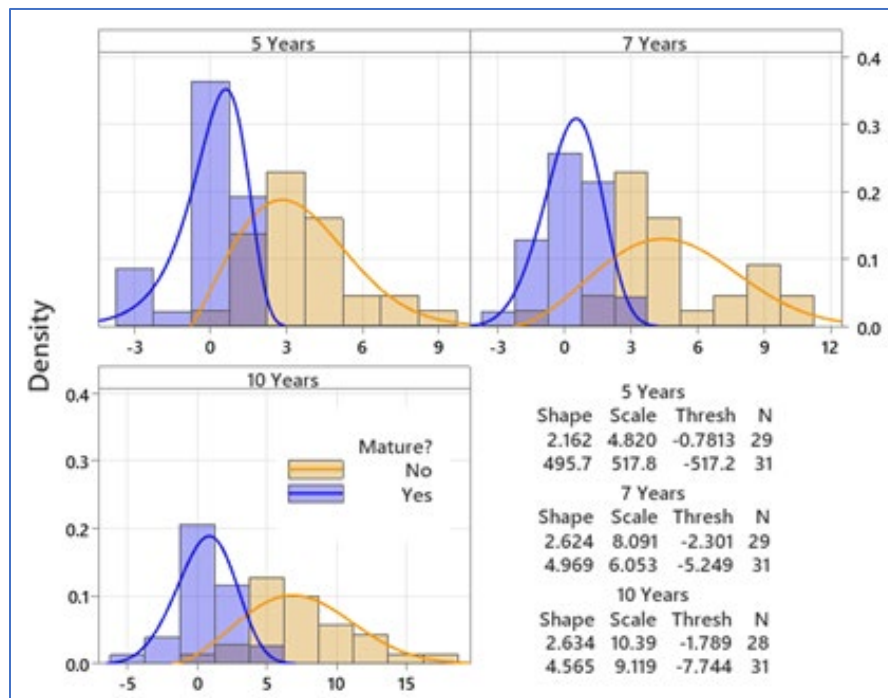 5 Years
7 Years
0.4
0.3
0.2
0.1
0.0
-3 0 3 6 9
-3 0 3 6 9 12
Density
10 Years
0.4
0.3
0.2
0.1
0.0
-5 0 5 10 15
Mature?
No
Yes
5 Years
Shape Scale Thresh N
2.162 4.820 -0.7813 29
495.7 517.8 -517.2 31
7 Years
Shape Scale Thresh N
2.624 8.091 -2.301 29
4.969 6.053 -5.249 31
10 Years
Shape Scale Thresh N
2.634 10.39 -1.789 28
4.565 9.119 -7.744 31